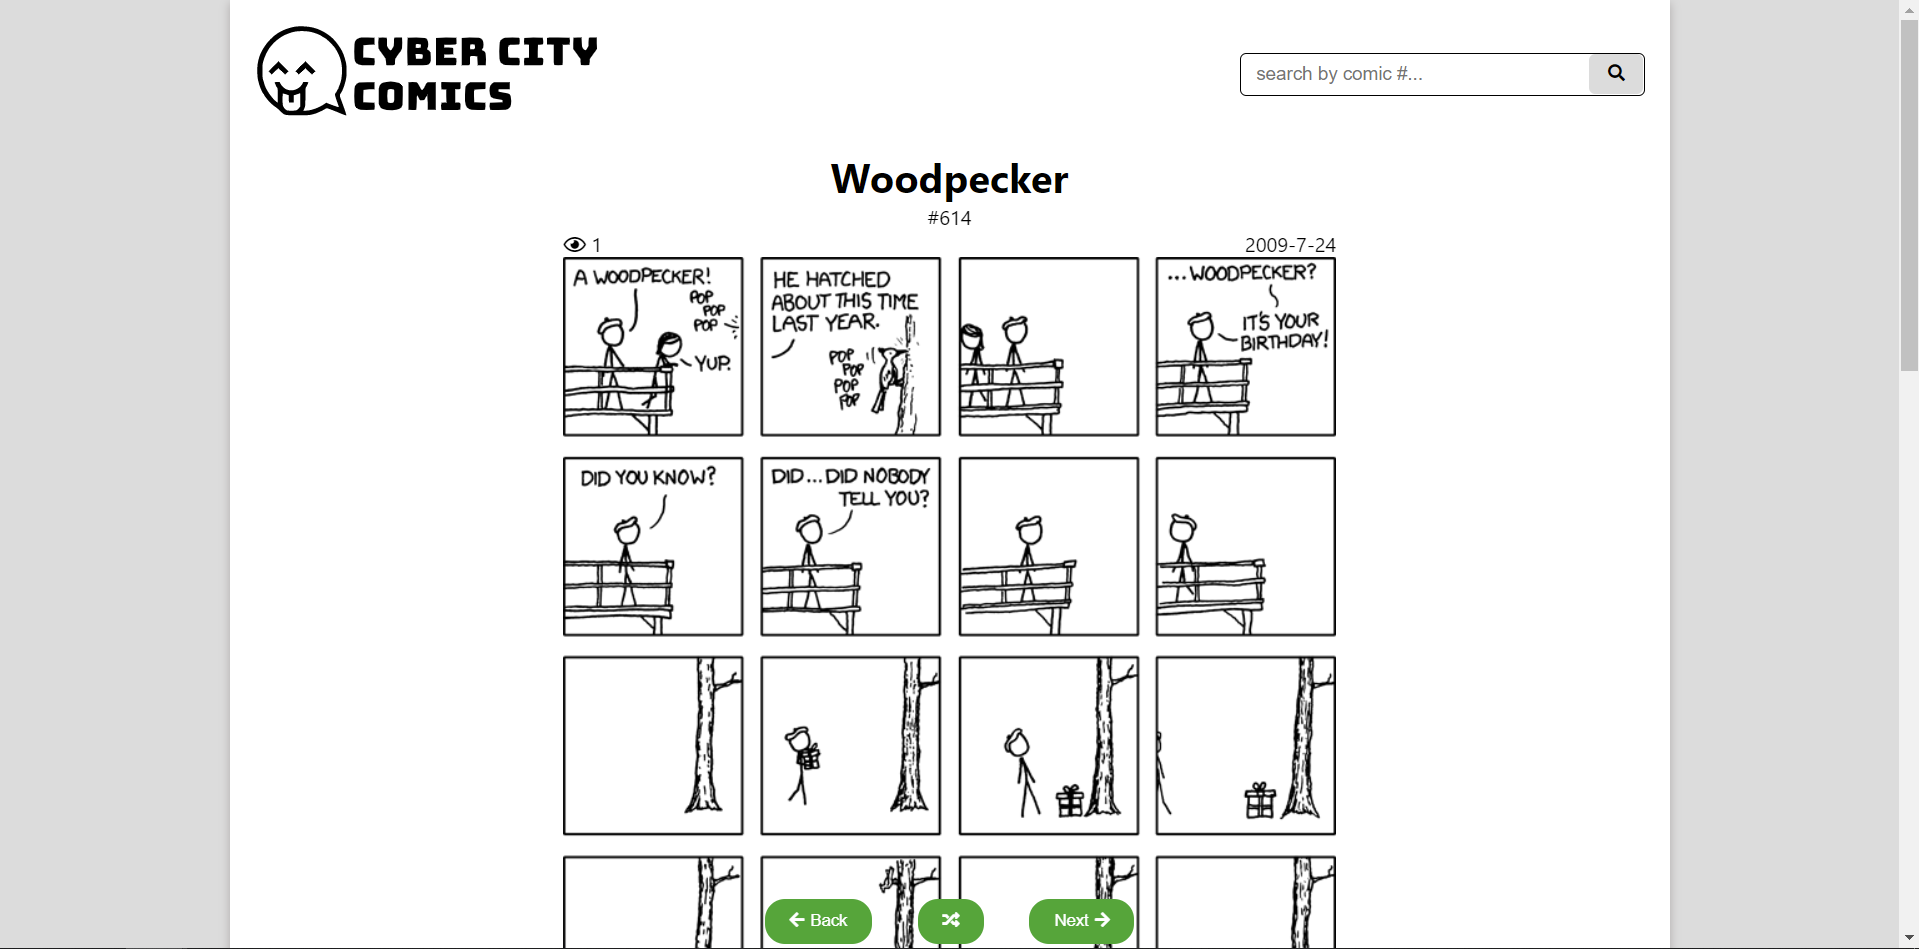 CYBER CITY
COMICS
search by comic #...
Woodpecker
#614
1
2009-7-24
A WOODPECKER!
POP
POP
POP
YUP.
HE HATCHED
ABOUT THIS TIME
LAST YEAR.
POP
POP
POP
POP
...WOODPECKER?
IT'S YOUR
BIRTHDAY!
DID YOU KNOW?
DID...DID NOBODY
TELL YOU?
Back
Next